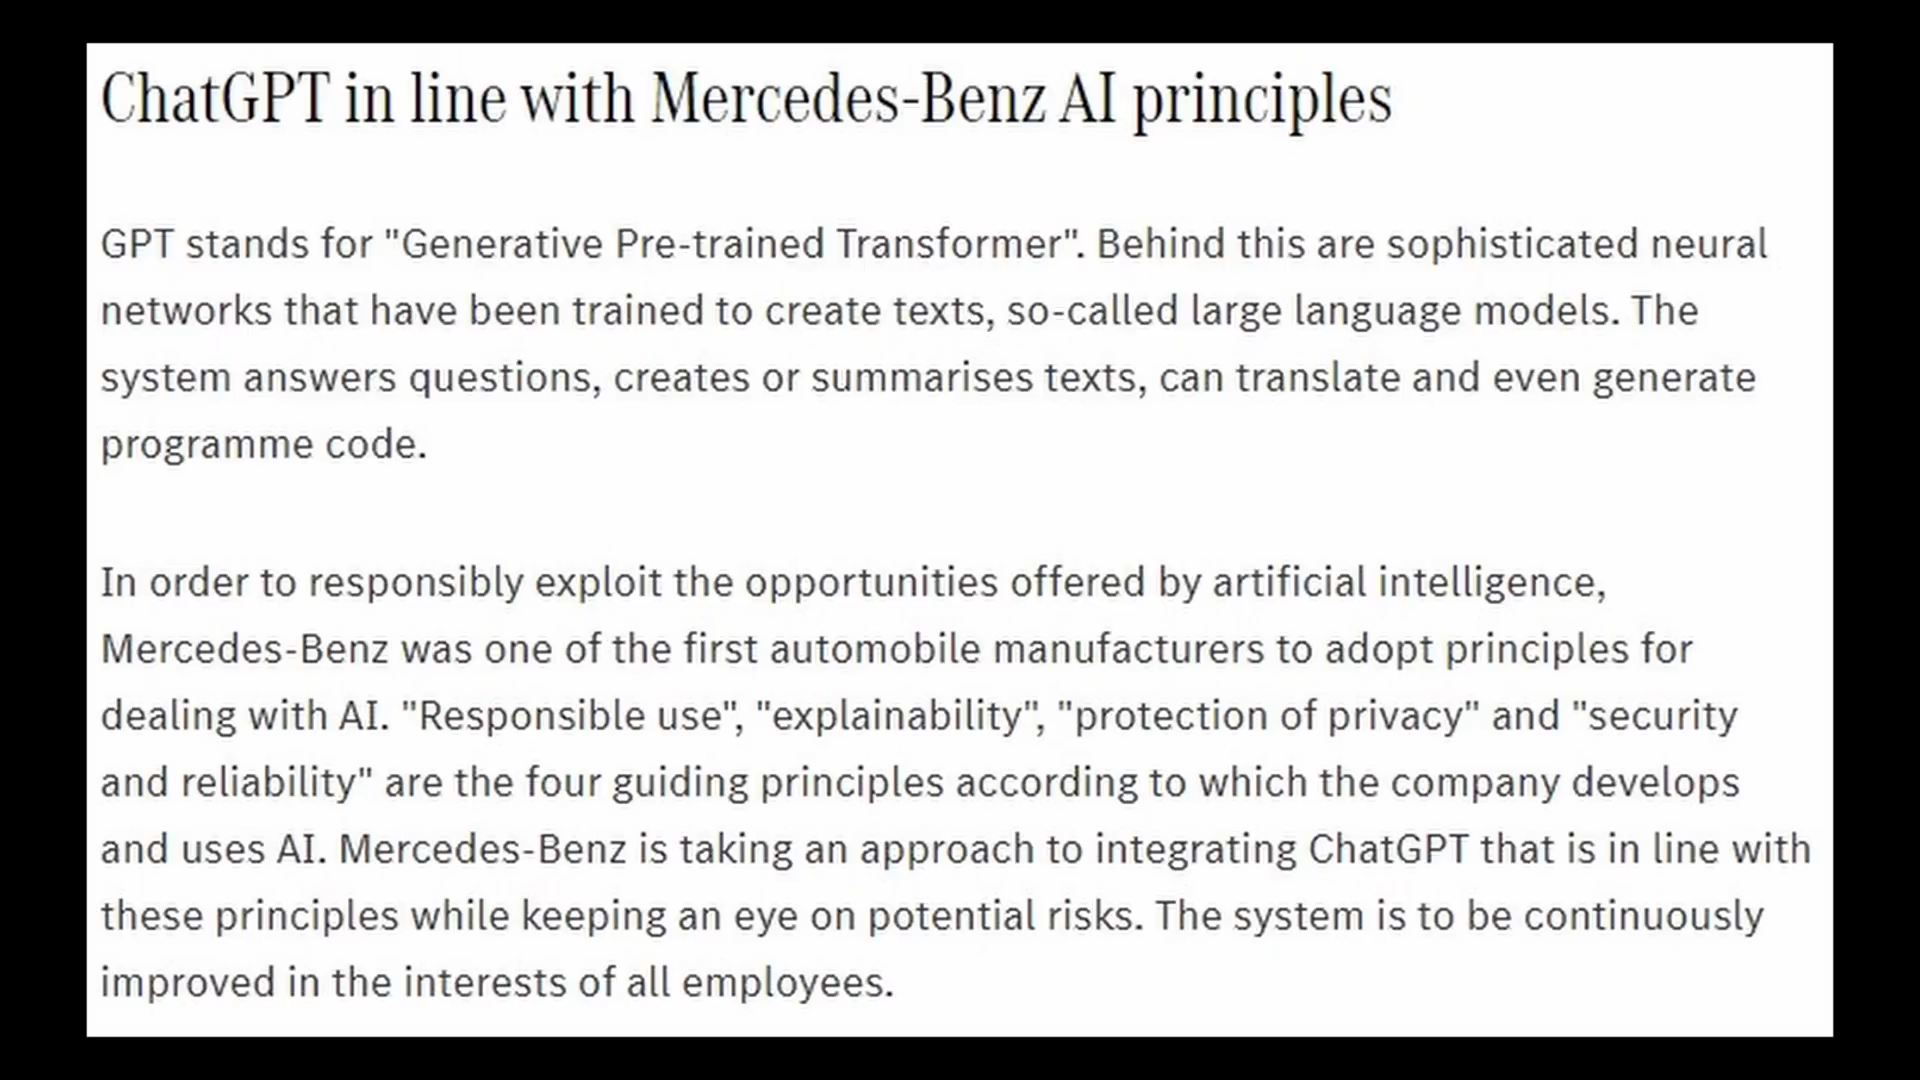 ChatGPT in line with Mercedes-Benz AI principles
GPT stands for "Generative Pre-trained Transformer". Behind this are sophisticated neural
networks that have been trained to create texts, so-called large language models. The
system answers questions, creates or summarises texts, can translate and even generate
programme code.
In order to responsibly exploit the opportunities offered by artificial intelligence,
Mercedes-Benz was one of the first automobile manufacturers to adopt principles for
dealing with AI. "Responsible use", "explainability", "protection of privacy" and "security
and reliability" are the four guiding principles according to which the company develops
and uses AI. Mercedes-Benz is taking an approach to integrating ChatGPT that is in line with
these principles while keeping an eye on potential risks. The system is to be continuously
improved in the interests of all employees.